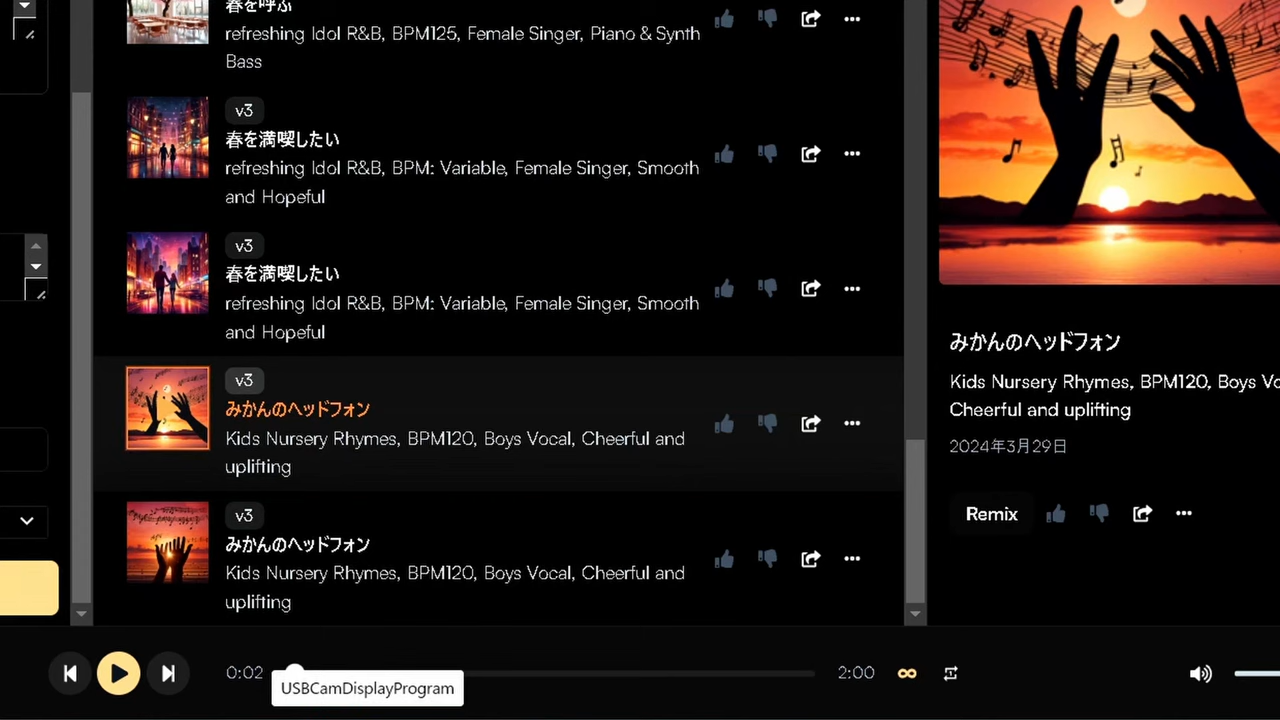 春を呼ぶ
refreshing Idol R&B, BPM125, Female Singer, Piano & Synth
Bass
v3
春を満喫したい
refreshing Idol R&B, BPM: Variable, Female Singer, Smooth
and Hopeful
v3
春を満喫したい
refreshing Idol R&B, BPM: Variable, Female Singer, Smooth
and Hopeful
v3
みかんのヘッドフォン
Kids Nursery Rhymes, BPM120, Boys Vocal, Cheerful and
uplifting
v3
みかんのヘッドフォン
Kids Nursery Rhymes, BPM120, Boys Vocal, Cheerful and
uplifting
みかんのヘッドフォン
Kids Nursery Rhymes, BPM120, Boys Vo
Cheerful and uplifting
2024年3月29日
Remix
0:02
2:00
USBCamDisplayProgram